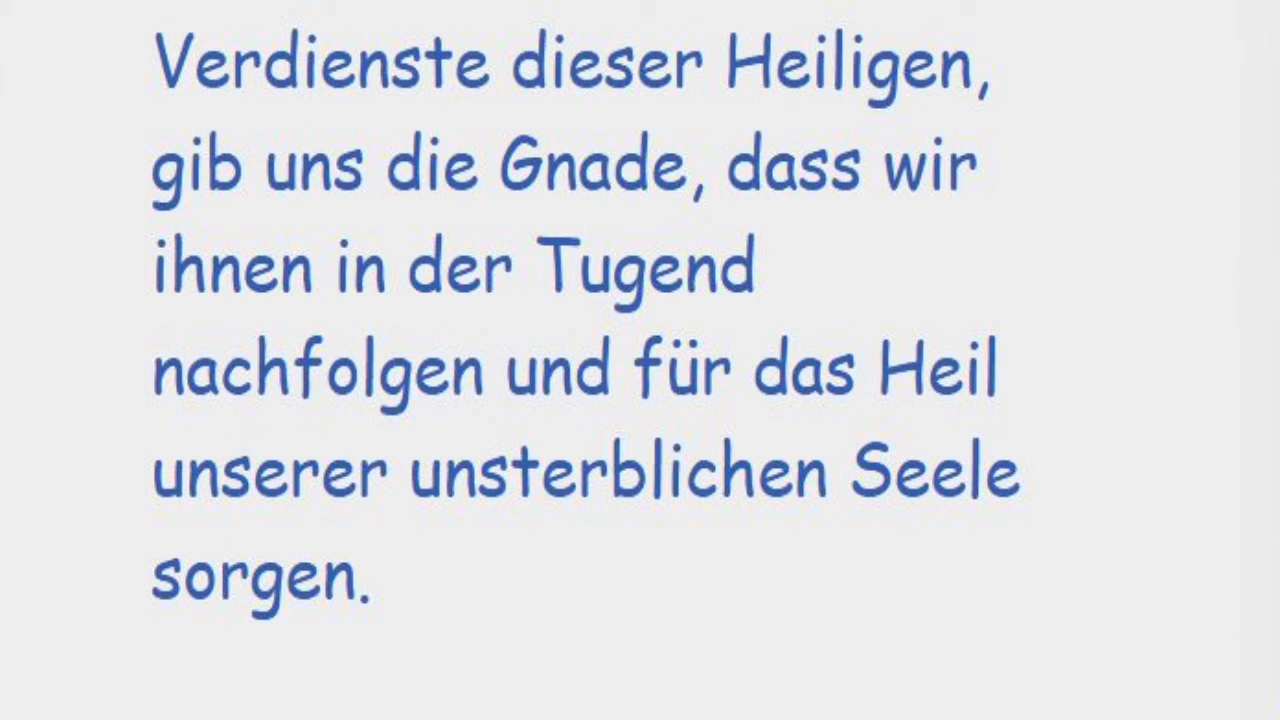 Verdienste dieser Heiligen,
gib uns die Gnade, dass wir
ihnen in der Tugend
nachfolgen und für das Heil
unserer unsterblichen Seele
sorgen.